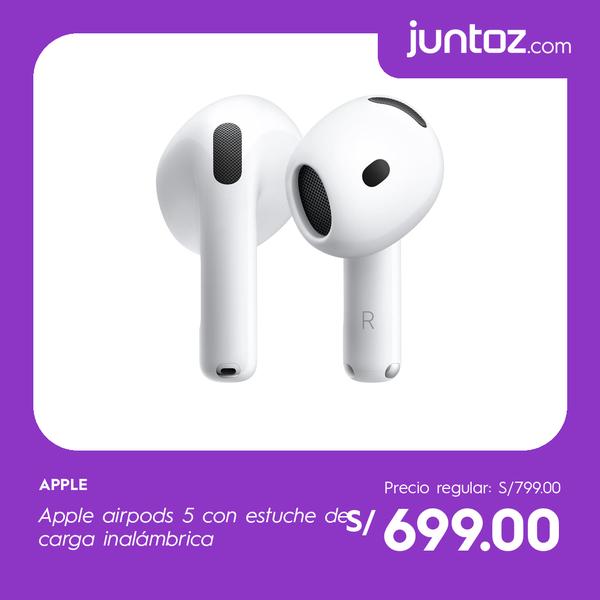 juntoz.com
R
APPLE
Apple airpods 5 con estuche de
carga inalámbrica
Precio regular: S/799.00
S/ 699.00